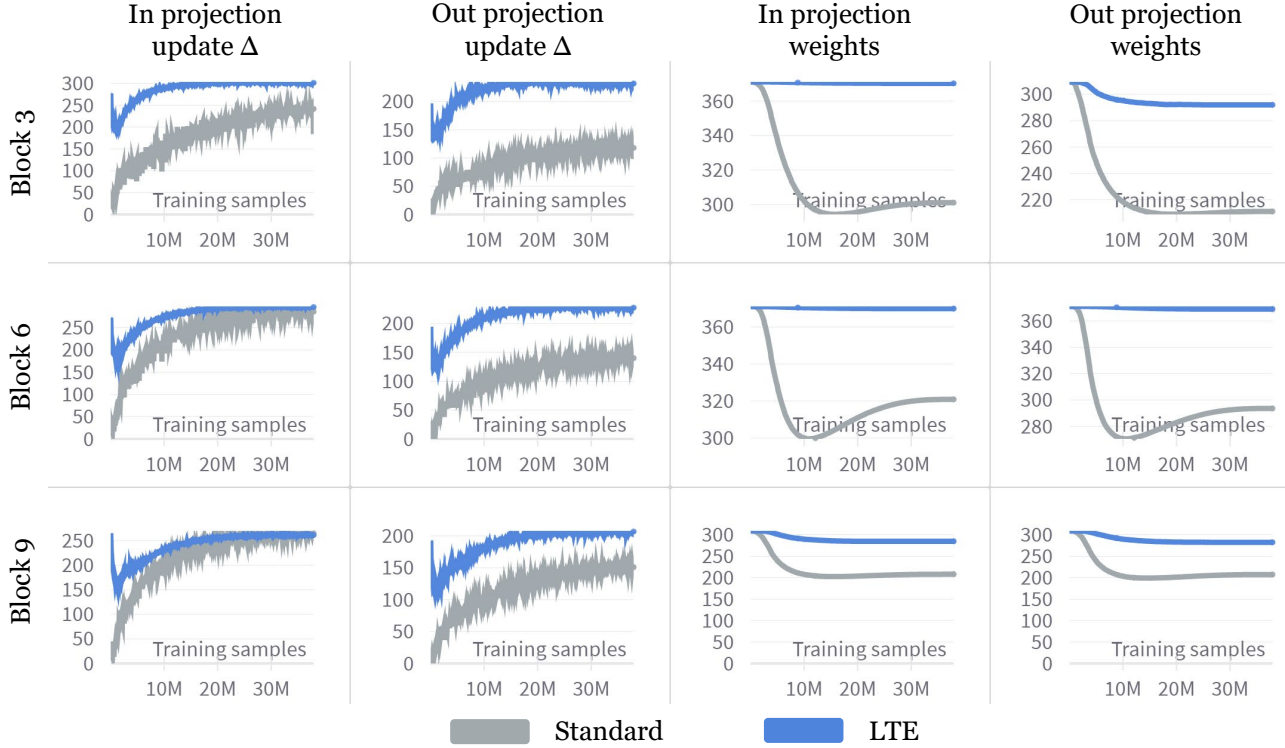 In projection
update Δ
Out projection
update Δ
In projection
weights
Out projection
weights
Block 3
300
250
200
150
100
50
0
Training samples
10M 20M 30M
200
150
100
50
0
Training samples
10M 20M 30M
360
340
320
300
Training samples
10M 20M 30M
300
280
260
240
220
Training samples
10M 20M 30M
Block 6
250
200
150
100
50
0
Training samples
10M 20M 30M
200
150
100
50
0
Training samples
10M 20M 30M
360
340
320
300
Training samples
10M 20M 30M
360
340
320
300
280
Training samples
10M 20M 30M
Block 9
250
200
150
100
50
0
Training samples
10M 20M 30M
200
150
100
50
0
Training samples
10M 20M 30M
300
250
200
150
100
50
0
Training samples
10M 20M 30M
300
250
200
150
100
50
0
Training samples
10M 20M 30M
Standard
LTE